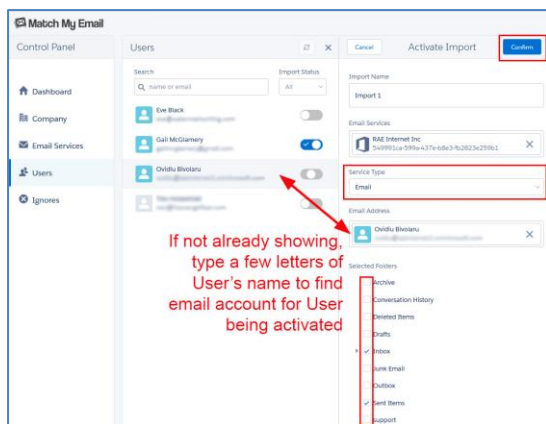 Match My Email
Control Panel
Users
Cancel
Activate Import
Confirm
Dashboard
Company
Email Services
Users
Ignores
Search
Import Status
name or email
All
Eve Black
Gail McGlamery
Ovidiu Bivolaru
If not already showing,
type a few letters of
User's name to find
email account for User
being activated
Import Name
Import 1
Email Services
RAE Internet Inc
Service Type
Email
Email Address
Ovidiu Bivolaru
Selected Folders
Archive
Conversation History
Deleted Items
Drafts
Inbox
Junk Email
Outbox
Sent Items
support